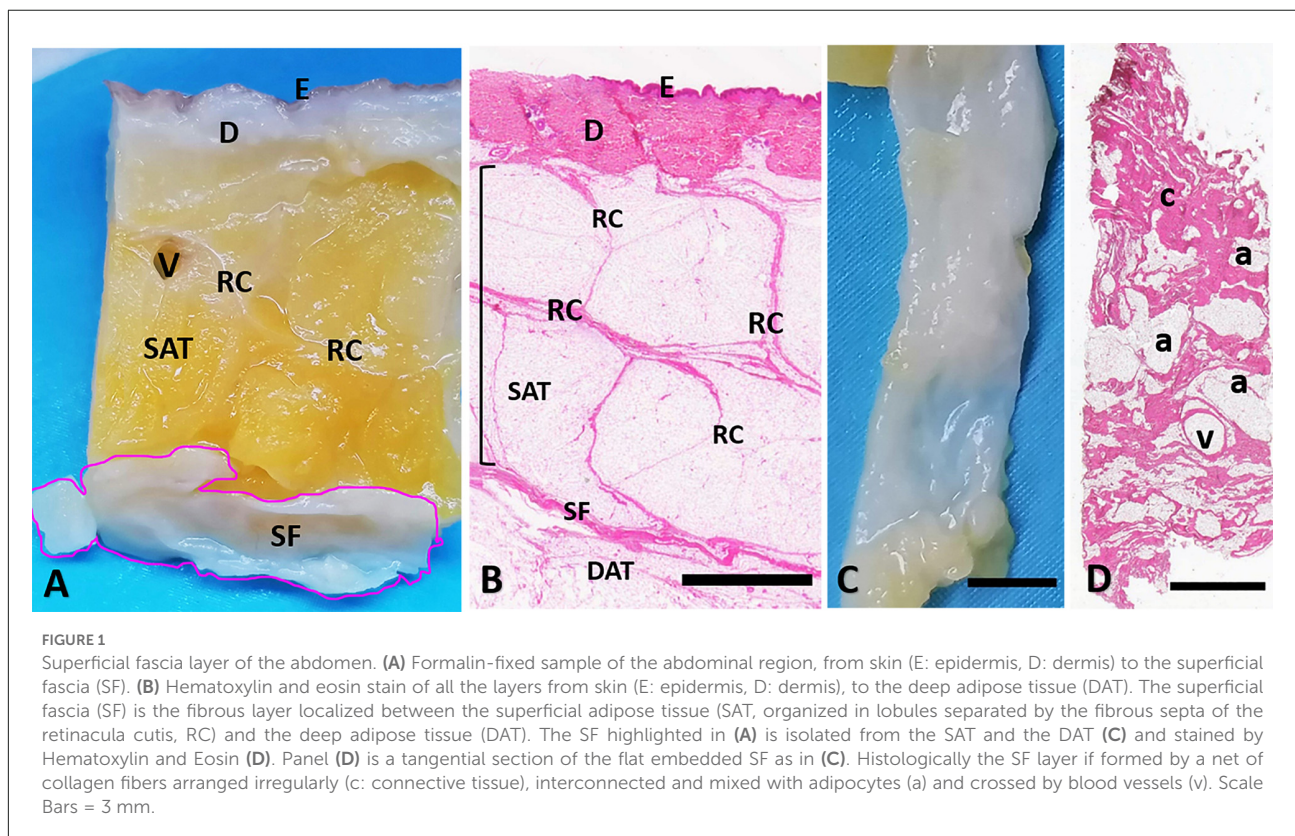 E
D
V
RC
SAT
RC
SF
A
E
D
RC
RC
RC
SAT
RC
SF
DAT
B
C
c
a
a
a
v
D
FIGURE 1
Superficial fascia layer of the abdomen. (A) Formalin-fixed sample of the abdominal region, from skin (E: epidermis, D: dermis) to the superficial
fascia (SF). (B) Hematoxylin and eosin stain of all the layers from skin (E: epidermis, D: dermis), to the deep adipose tissue (DAT). The superficial
fascia (SF) is the fibrous layer localized between the superficial adipose tissue (SAT, organized in lobules separated by the fibrous septa of the
retinacula cutis, RC) and the deep adipose tissue (DAT). The SF highlighted in (A) is isolated from the SAT and the DAT (C) and stained by
Hematoxylin and Eosin (D). Panel (D) is a tangential section of the flat embedded SF as in (C). Histologically the SF layer if formed by a net of
collagen fibers arranged irregularly (c: connective tissue), interconnected and mixed with adipocytes (a) and crossed by blood vessels (v). Scale
Bars = 3 mm.